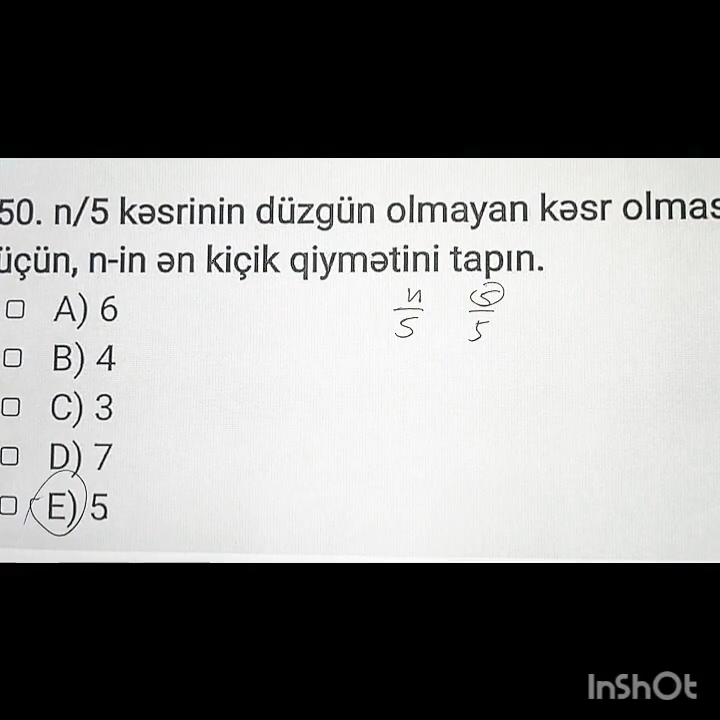 50. n/5 kəsrinin düzgün olmayan kəsr olmas
üçün, n-in ən kiçik qiymətini tapın.
A) 6
B) 4
C) 3
D) 7
E) 5
n/5 5/5
InShOt